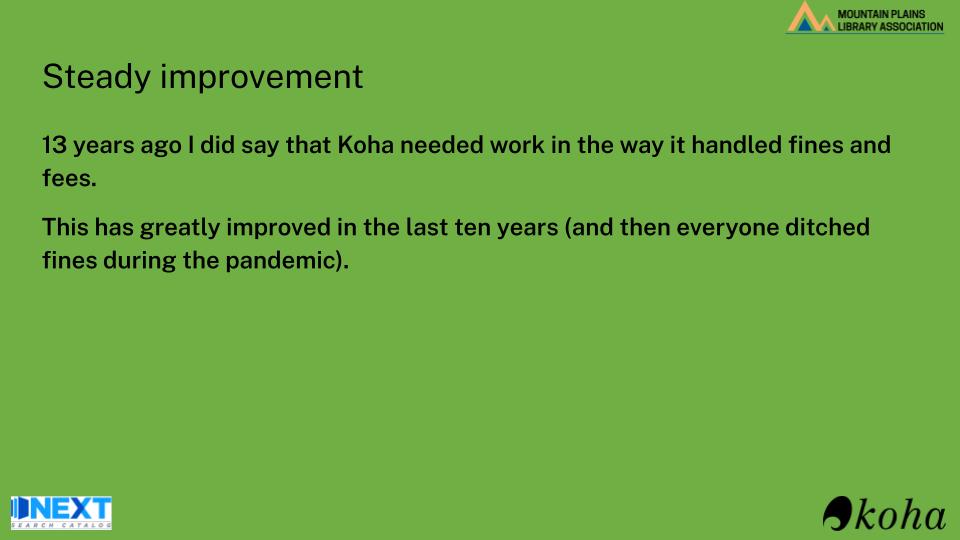 MOUNTAIN PLAINS
LIBRARY ASSOCIATION
Steady improvement
13 years ago I did say that Koha needed work in the way it handled fines and
fees.
This has greatly improved in the last ten years (and then everyone ditched
fines during the pandemic).
NEXT
SEARCH CATALOG
koha